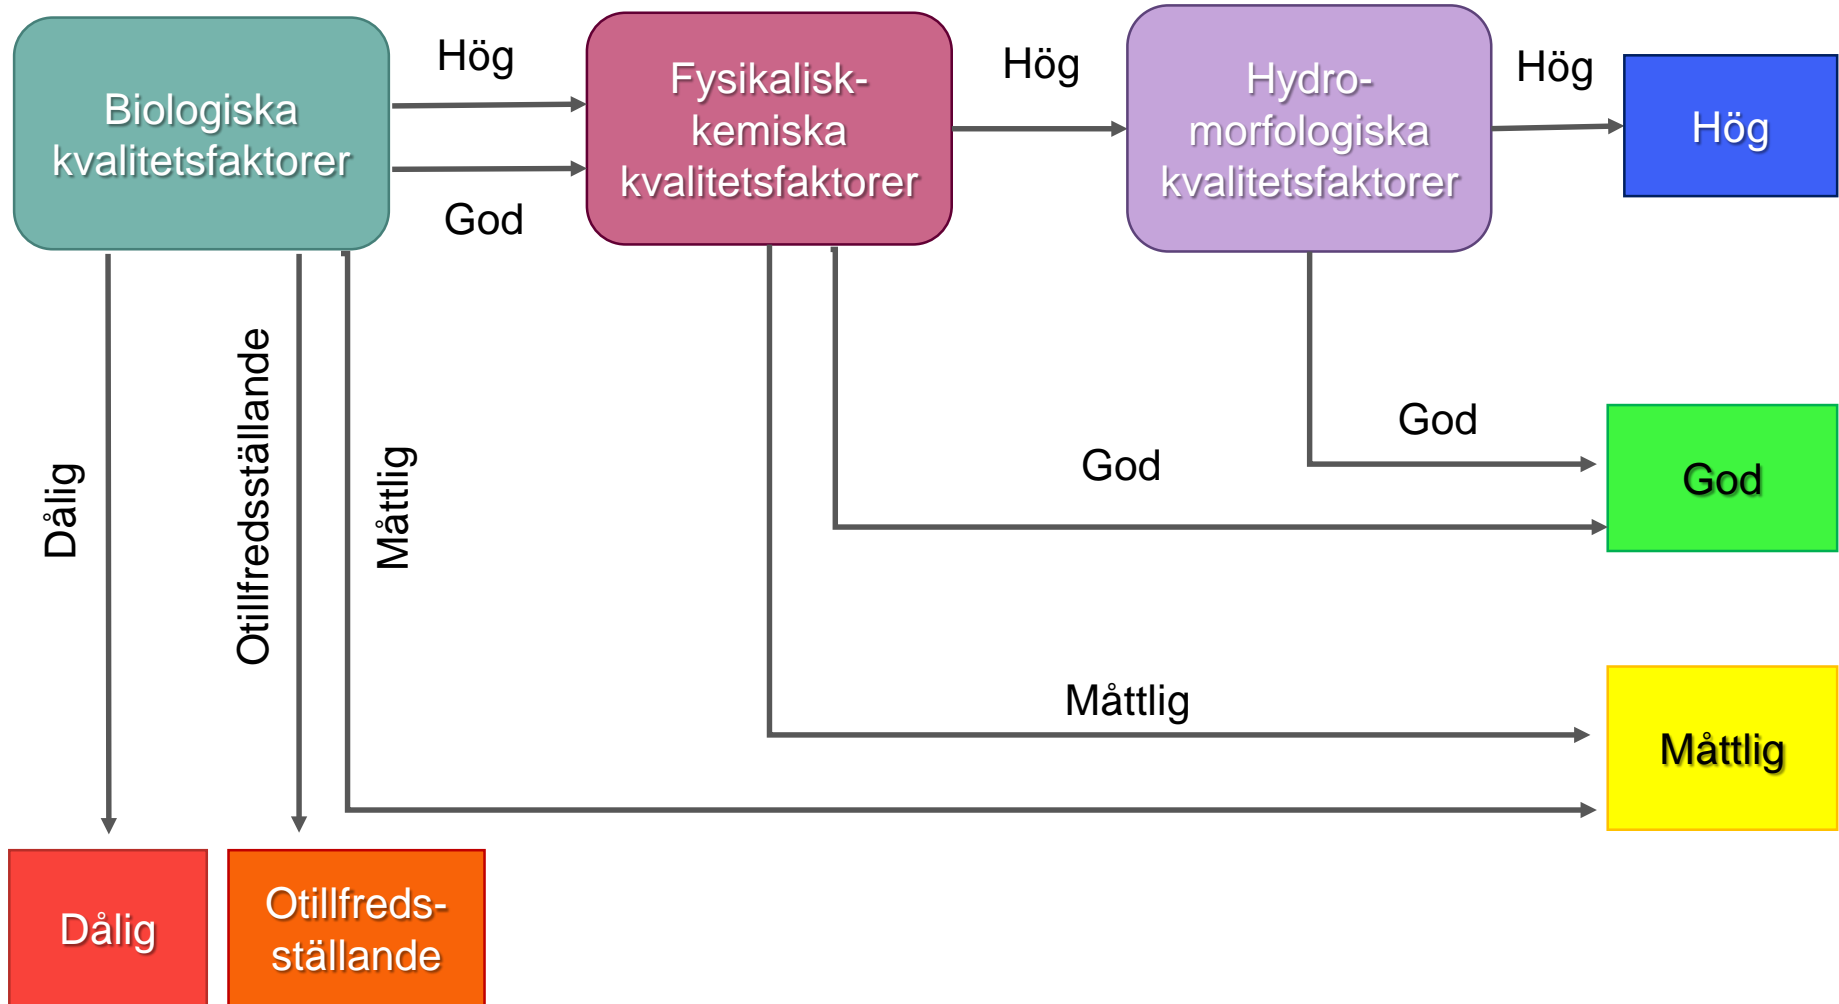 Biologiska
kvalitetsfaktorer
Hög
God
Fysikalisk-
kemiska
kvalitetsfaktorer
Hög
Hydro-
morfologiska
kvalitetsfaktorer
Hög
Hög
Dålig
Otillfredsställande
Måttlig
God
God
God
Måttlig
Måttlig
Dålig
Otillfreds-
ställande